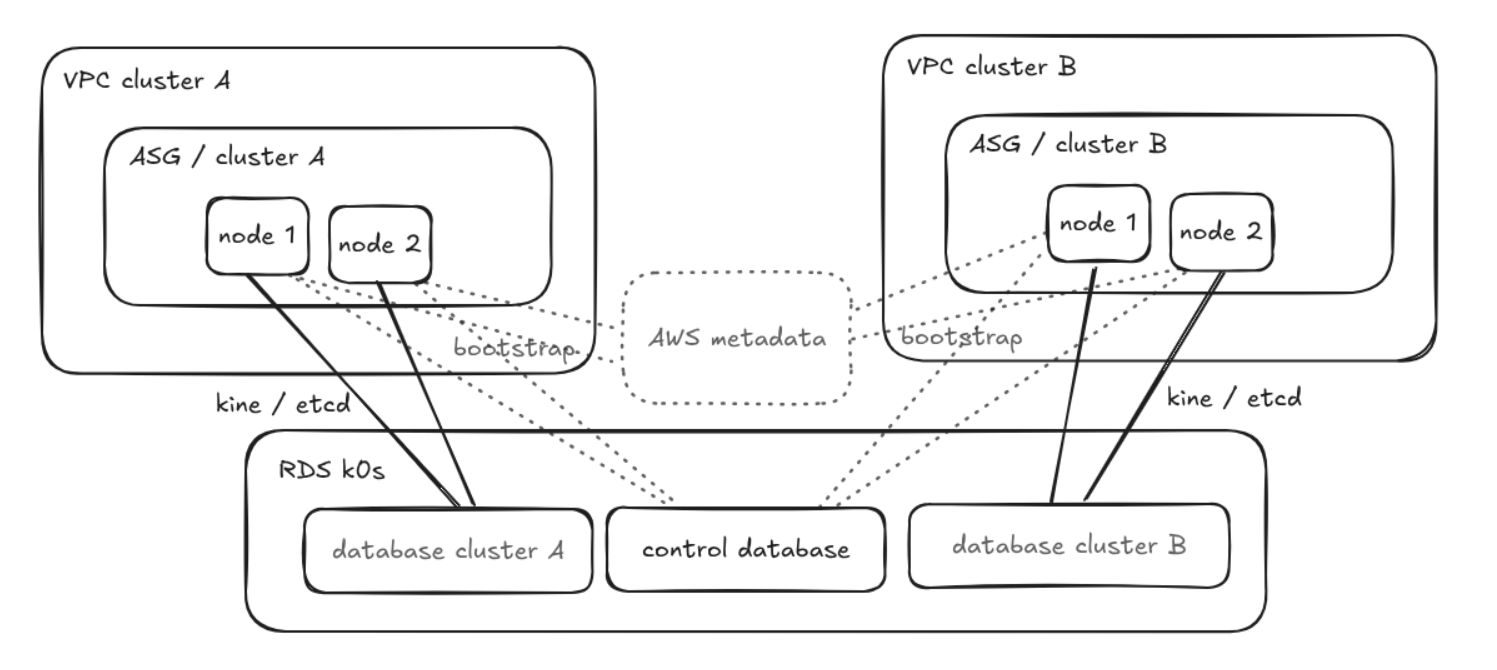 VPC cluster A
VPC cluster B
ASG / cluster A
ASG / cluster B
node 1
node 2
node 1
node 2
AWS metadata
bootstrap
bootstrap
kine / etcd
kine / etcd
RDS k0s
database cluster A
control database
database cluster B